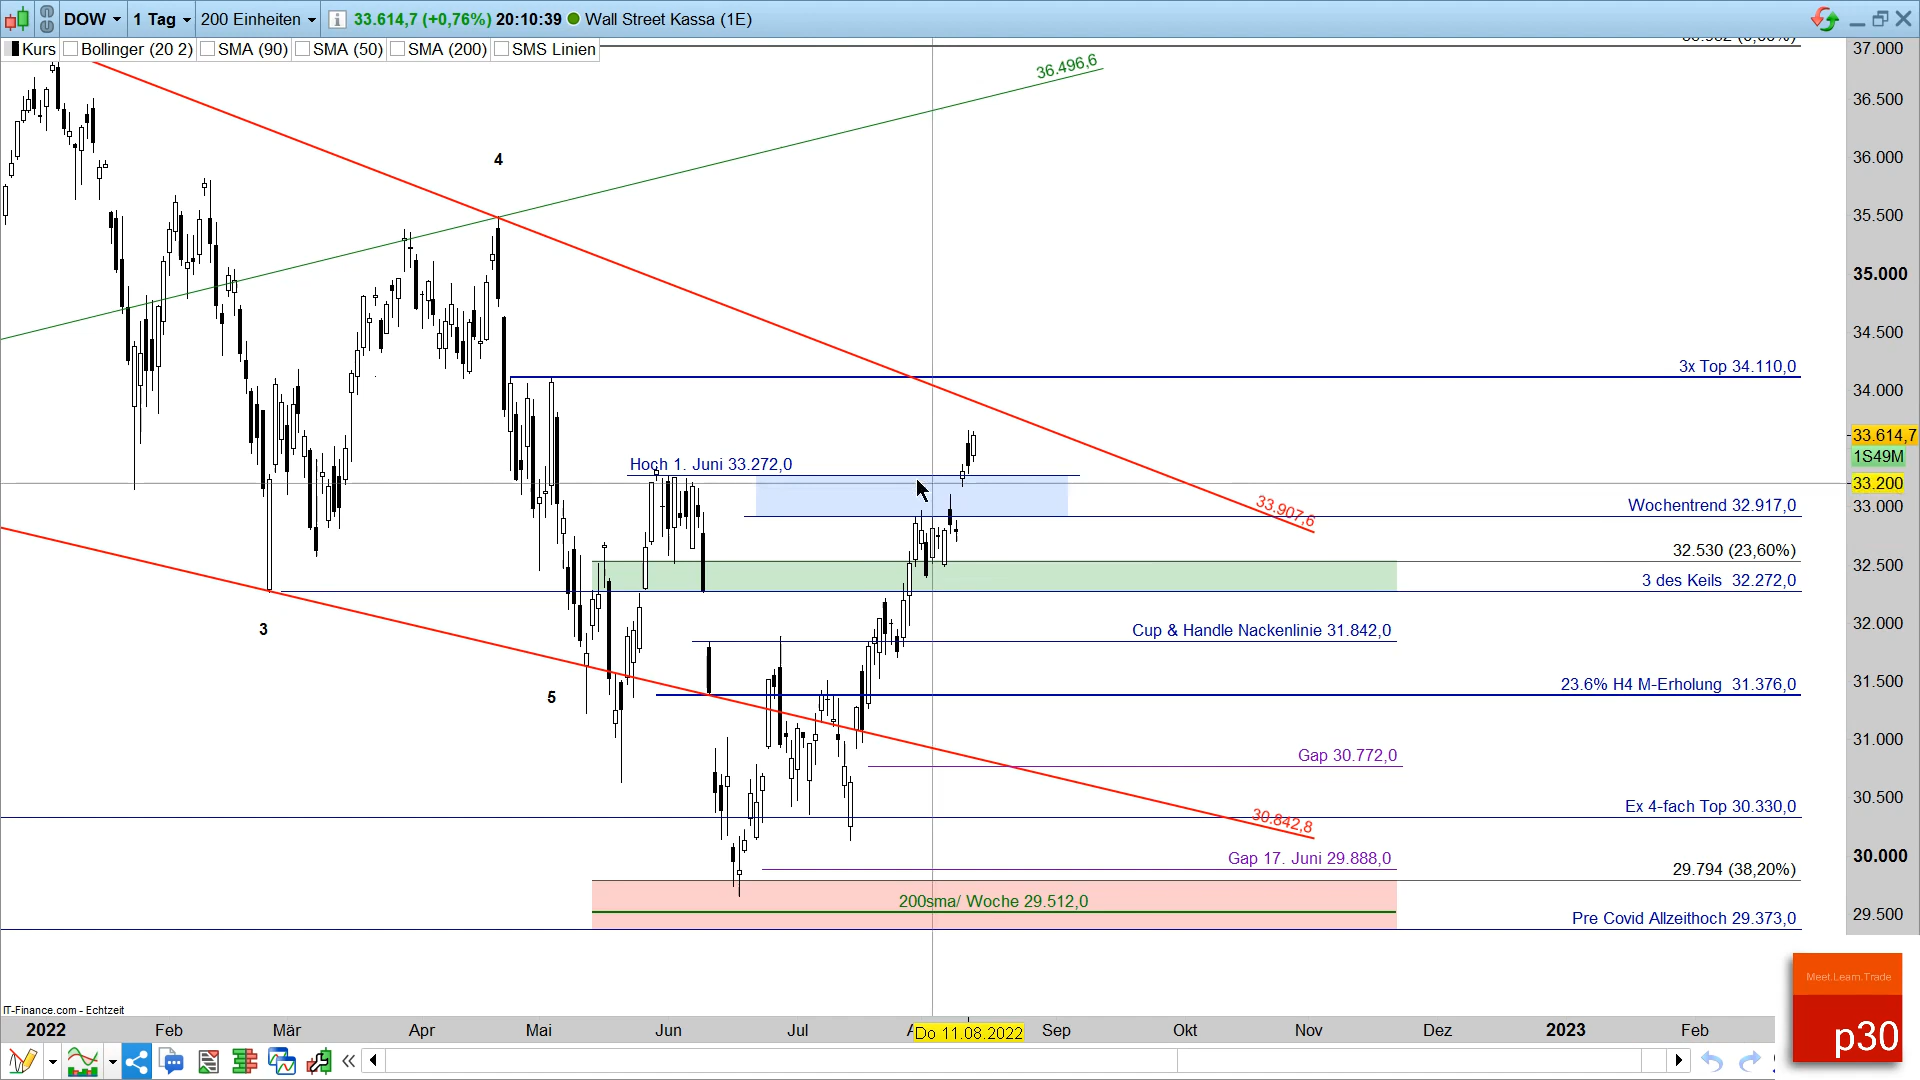 DOW
1 Tag
200 Einheiten
33.614,7 (+0,76%) 20:10:39 Wall Street Kassa (1E)
Kurs
Bollinger (20 2)
SMA (90)
SMA (50)
SMA (200)
SMS Linien
37.000
36.496,6
36.500
4
36.000
35.500
35.000
34.500
3x Top 34.110,0
34.000
33.614,7
1S49M
Hoch 1. Juni 33.272,0
33.200
33.907,6
Wochentrend 32.917,0
33.000
32.530 (23,60%)
32.500
3 des Keils 32.272,0
3
Cup & Handle Nackenlinie 31.842,0
32.000
5
23.6% H4 M-Erholung 31.376,0
31.500
31.000
Gap 30.772,0
30.500
Ex 4-fach Top 30.330,0
30.842,8
Gap 17. Juni 29.888,0
30.000
29.794 (38,20%)
200sma/ Woche 29.512,0
Pre Covid Allzeithoch 29.373,0
29.500
Meet.Learn.Trade
p30
IT-Finance.com - Echtzeit
2022 Feb Mär Apr Mai Jun Jul Do 11.08.2022 Sep Okt Nov Dez 2023 Feb